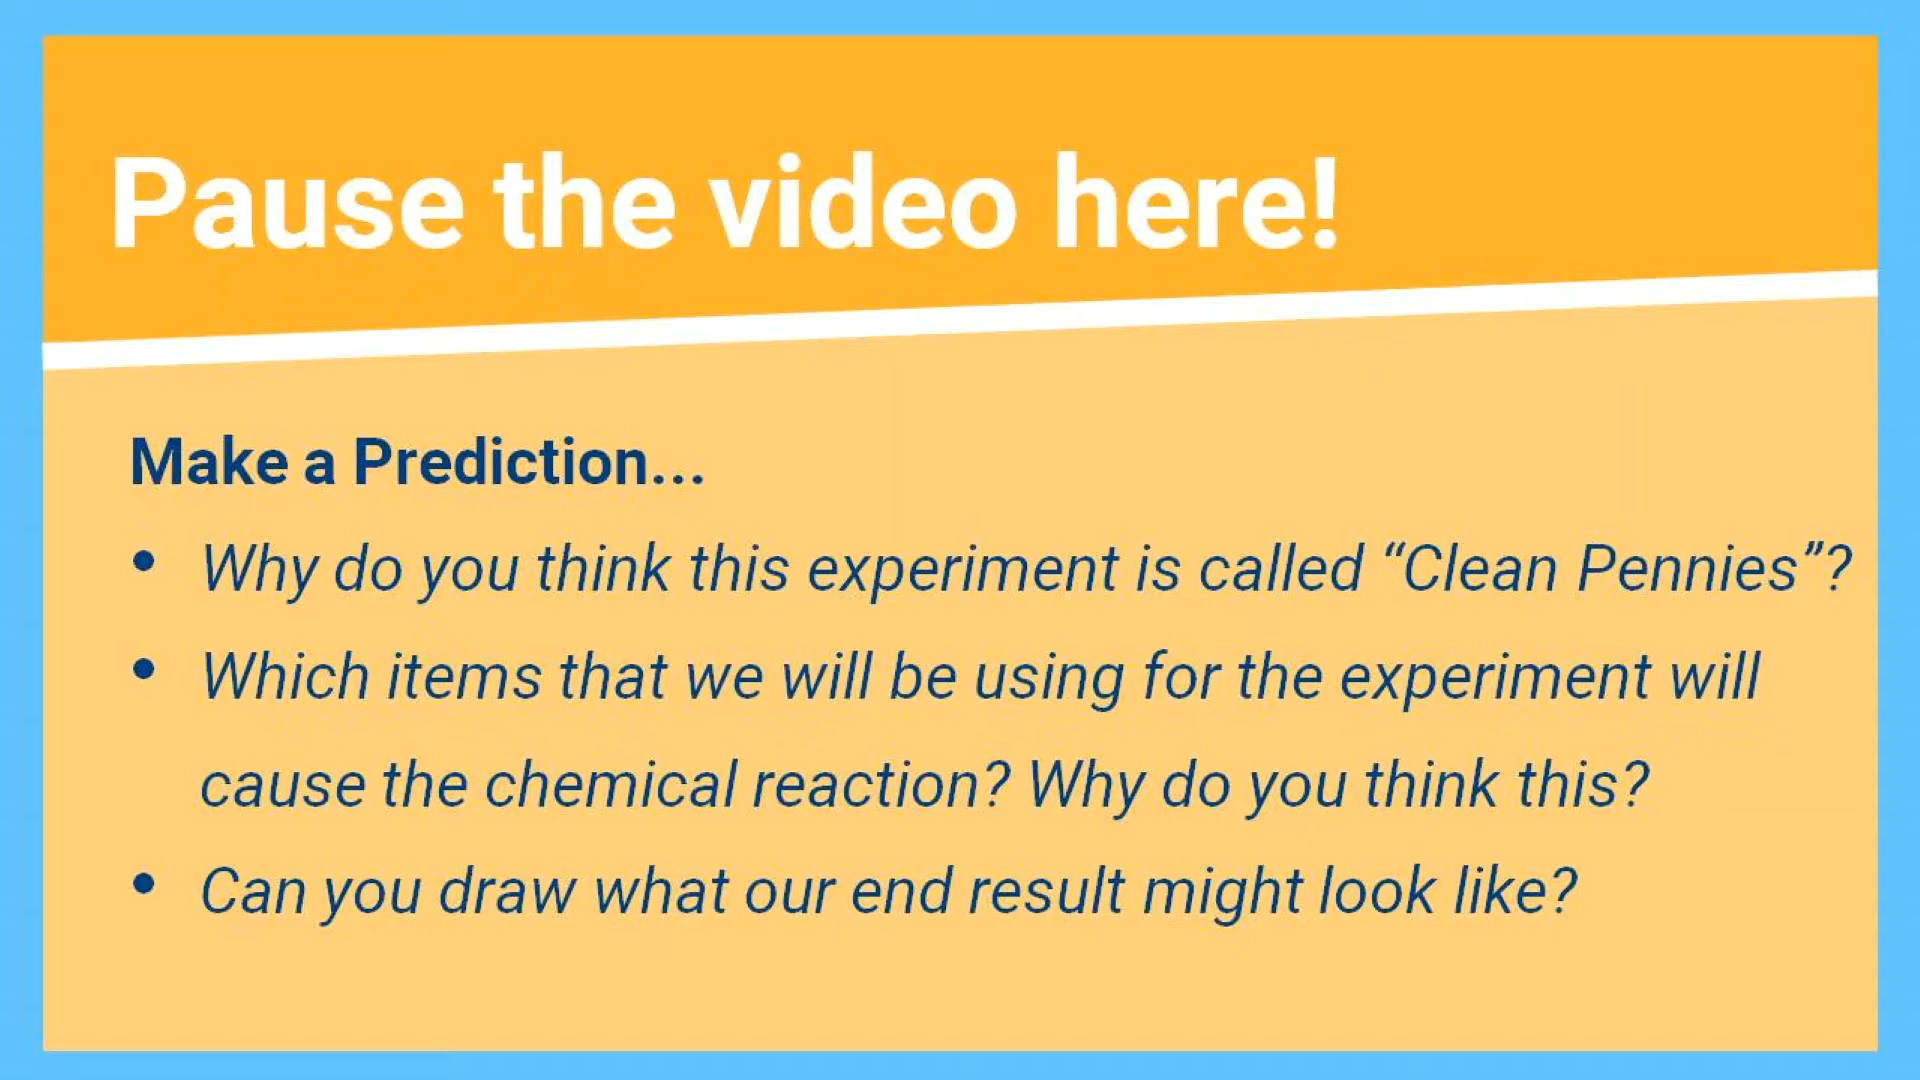 Pause the video here!
Make a Prediction...
• Why do you think this experiment is called “Clean Pennies”?
• Which items that we will be using for the experiment will
cause the chemical reaction? Why do you think this?
• Can you draw what our end result might look like?